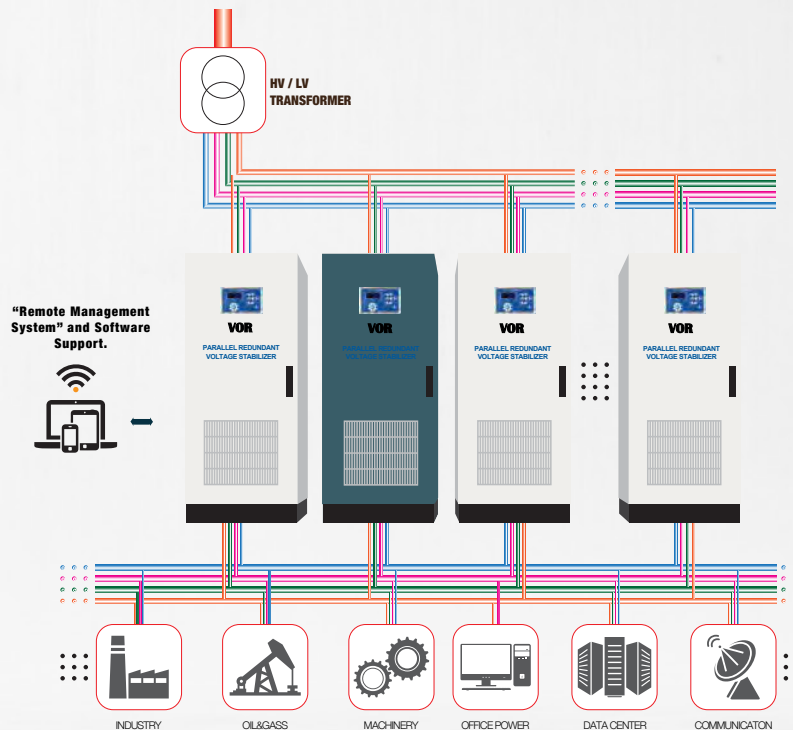 HV / LV
TRANSFORMER
“Remote Management
System” and Software
Support.
VOR
PARALLEL REDUNDANT
VOLTAGE STABILIZER
VOR
PARALLEL REDUNDANT
VOLTAGE STABILIZER
VOR
PARALLEL REDUNDANT
VOLTAGE STABILIZER
VOR
PARALLEL REDUNDANT
VOLTAGE STABILIZER
INDUSTRY
OIL&GASS
MACHINERY
OFFICE POWER
DATA CENTER
COMMUNICATON